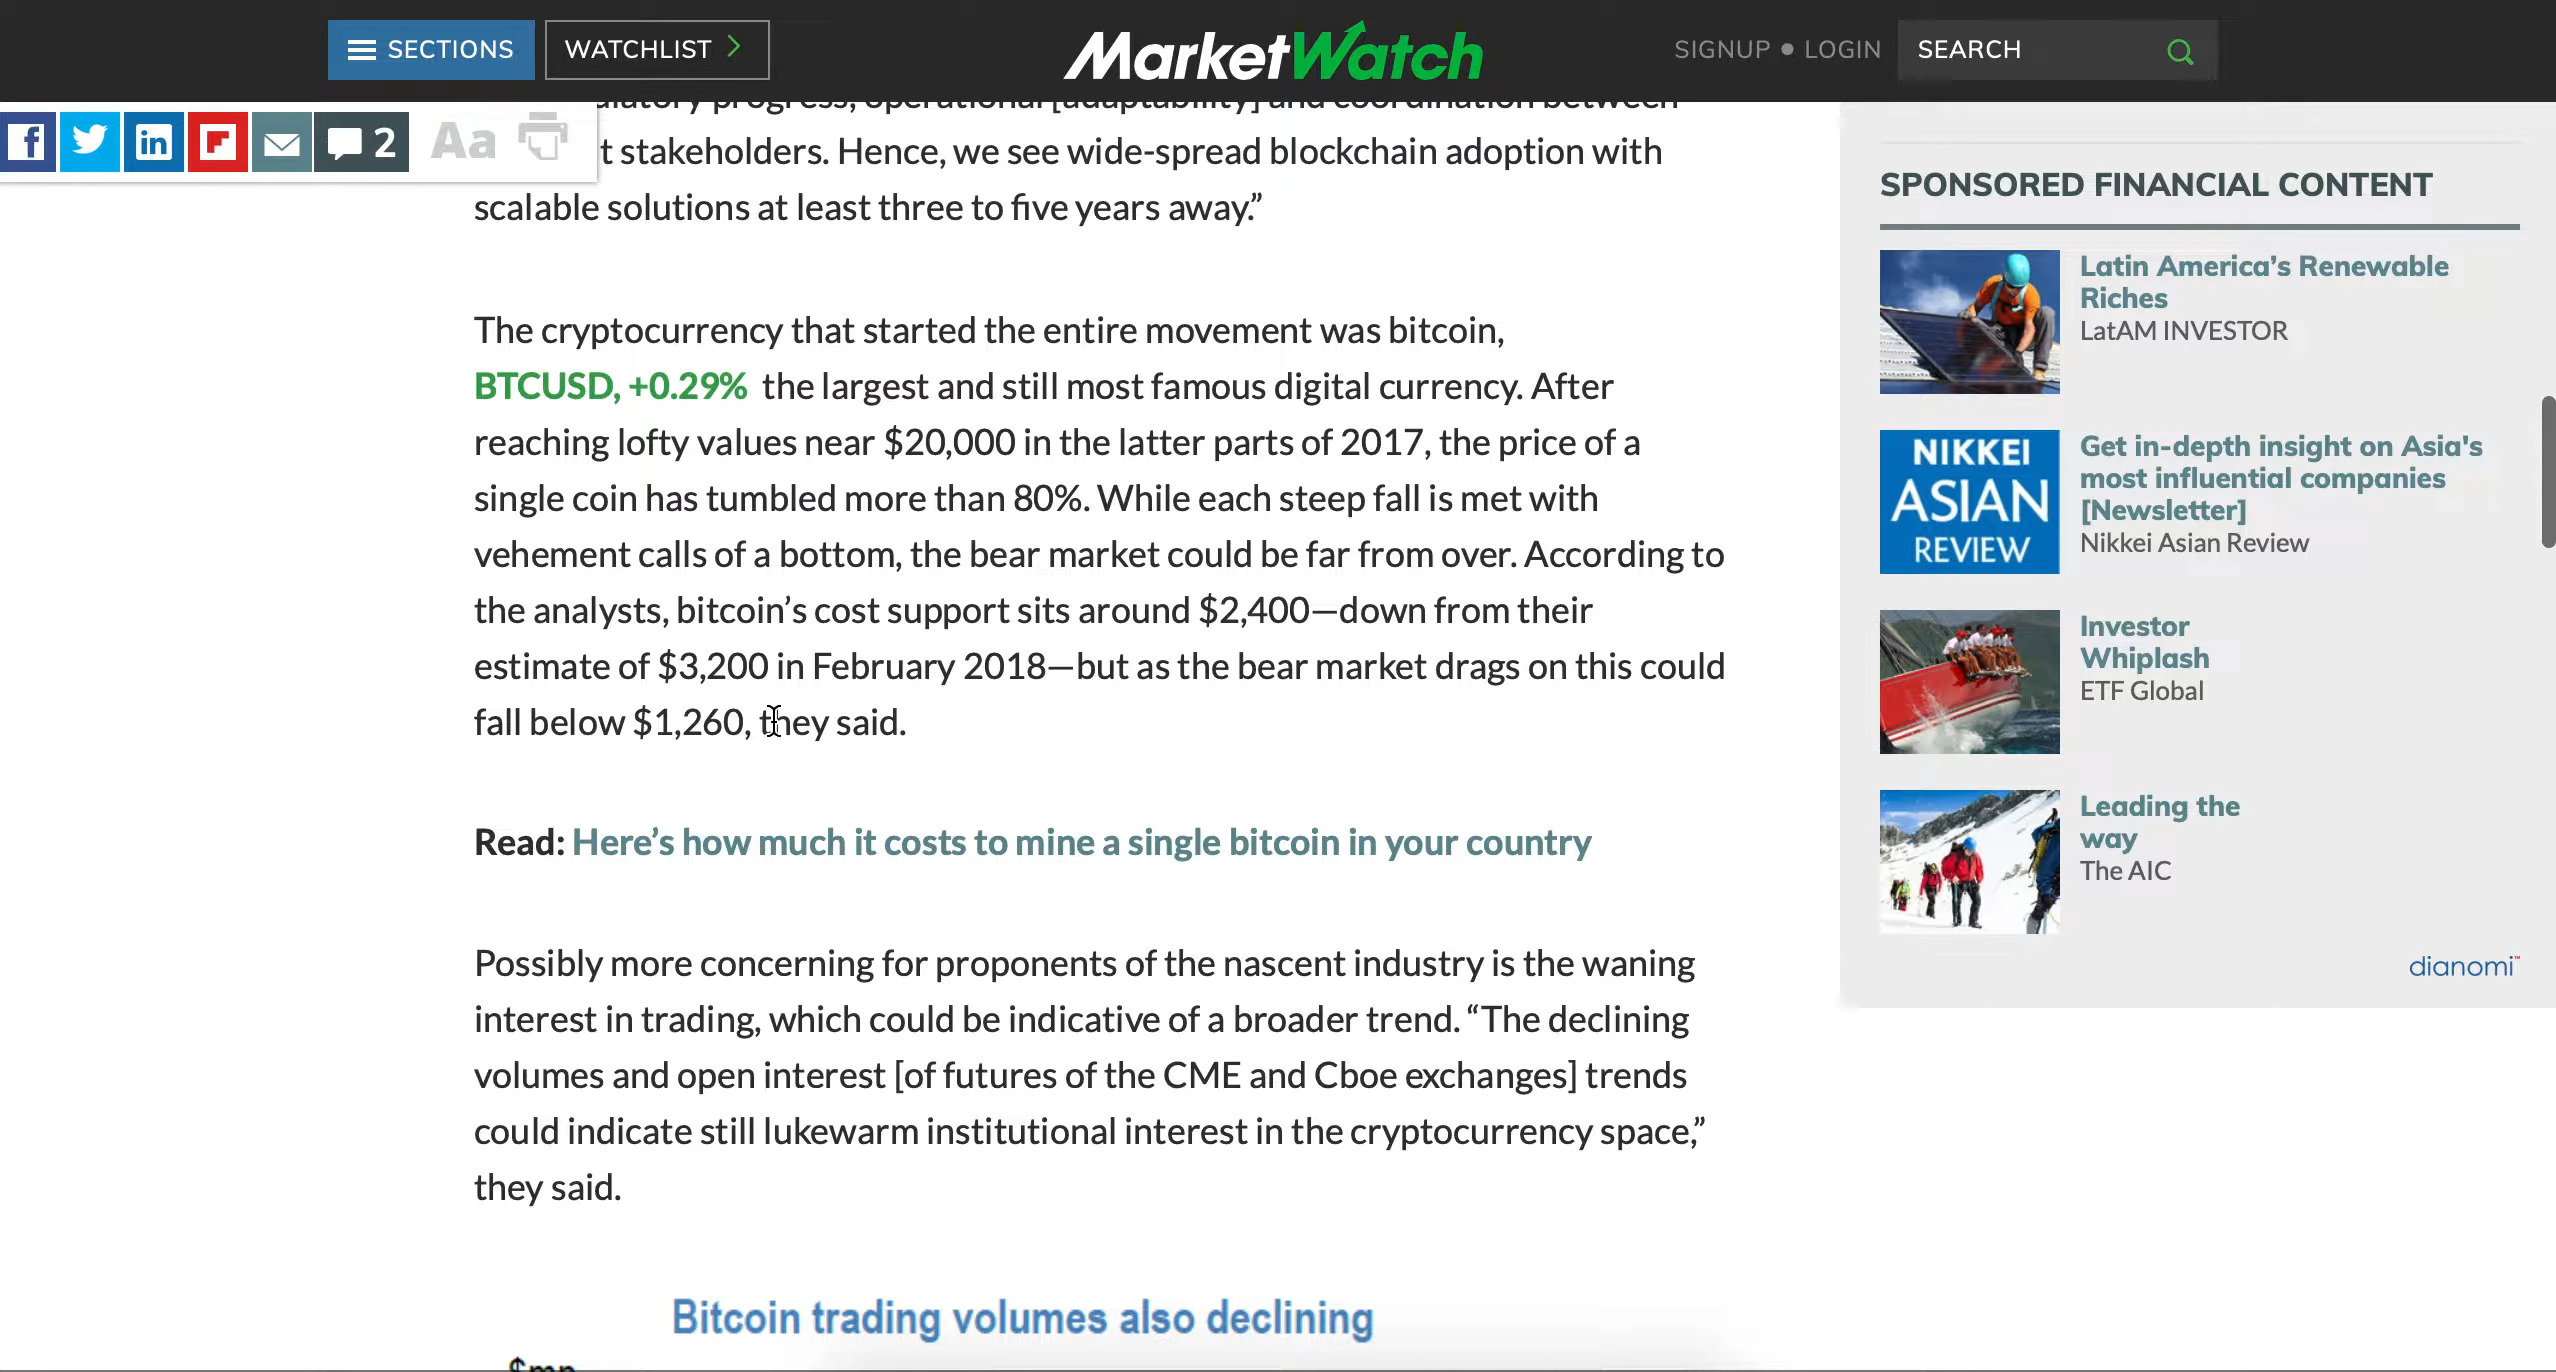 SECTIONS
WATCHLIST
MarketWatch
SIGNUP • LOGIN
SEARCH
progress, operational [adaptability] and coordination between
2
Aa
t stakeholders. Hence, we see wide-spread blockchain adoption with
scalable solutions at least three to five years away.”
The cryptocurrency that started the entire movement was bitcoin,
BTCUSD, +0.29% the largest and still most famous digital currency. After
reaching lofty values near $20,000 in the latter parts of 2017, the price of a
single coin has tumbled more than 80%. While each steep fall is met with
vehement calls of a bottom, the bear market could be far from over. According to
the analysts, bitcoin’s cost support sits around $2,400—down from their
estimate of $3,200 in February 2018—but as the bear market drags on this could
fall below $1,260, they said.
Read: Here’s how much it costs to mine a single bitcoin in your country
Possibly more concerning for proponents of the nascent industry is the waning
interest in trading, which could be indicative of a broader trend. “The declining
volumes and open interest [of futures of the CME and Cboe exchanges] trends
could indicate still lukewarm institutional interest in the cryptocurrency space,”
they said.
Bitcoin trading volumes also declining
$mn
SPONSORED FINANCIAL CONTENT
Latin America’s Renewable
Riches
LatAM INVESTOR
NIKKEI
ASIAN
REVIEW
Get in-depth insight on Asia's
most influential companies
[Newsletter]
Nikkei Asian Review
Investor
Whiplash
ETF Global
Leading the
way
The AIC
dianomi™